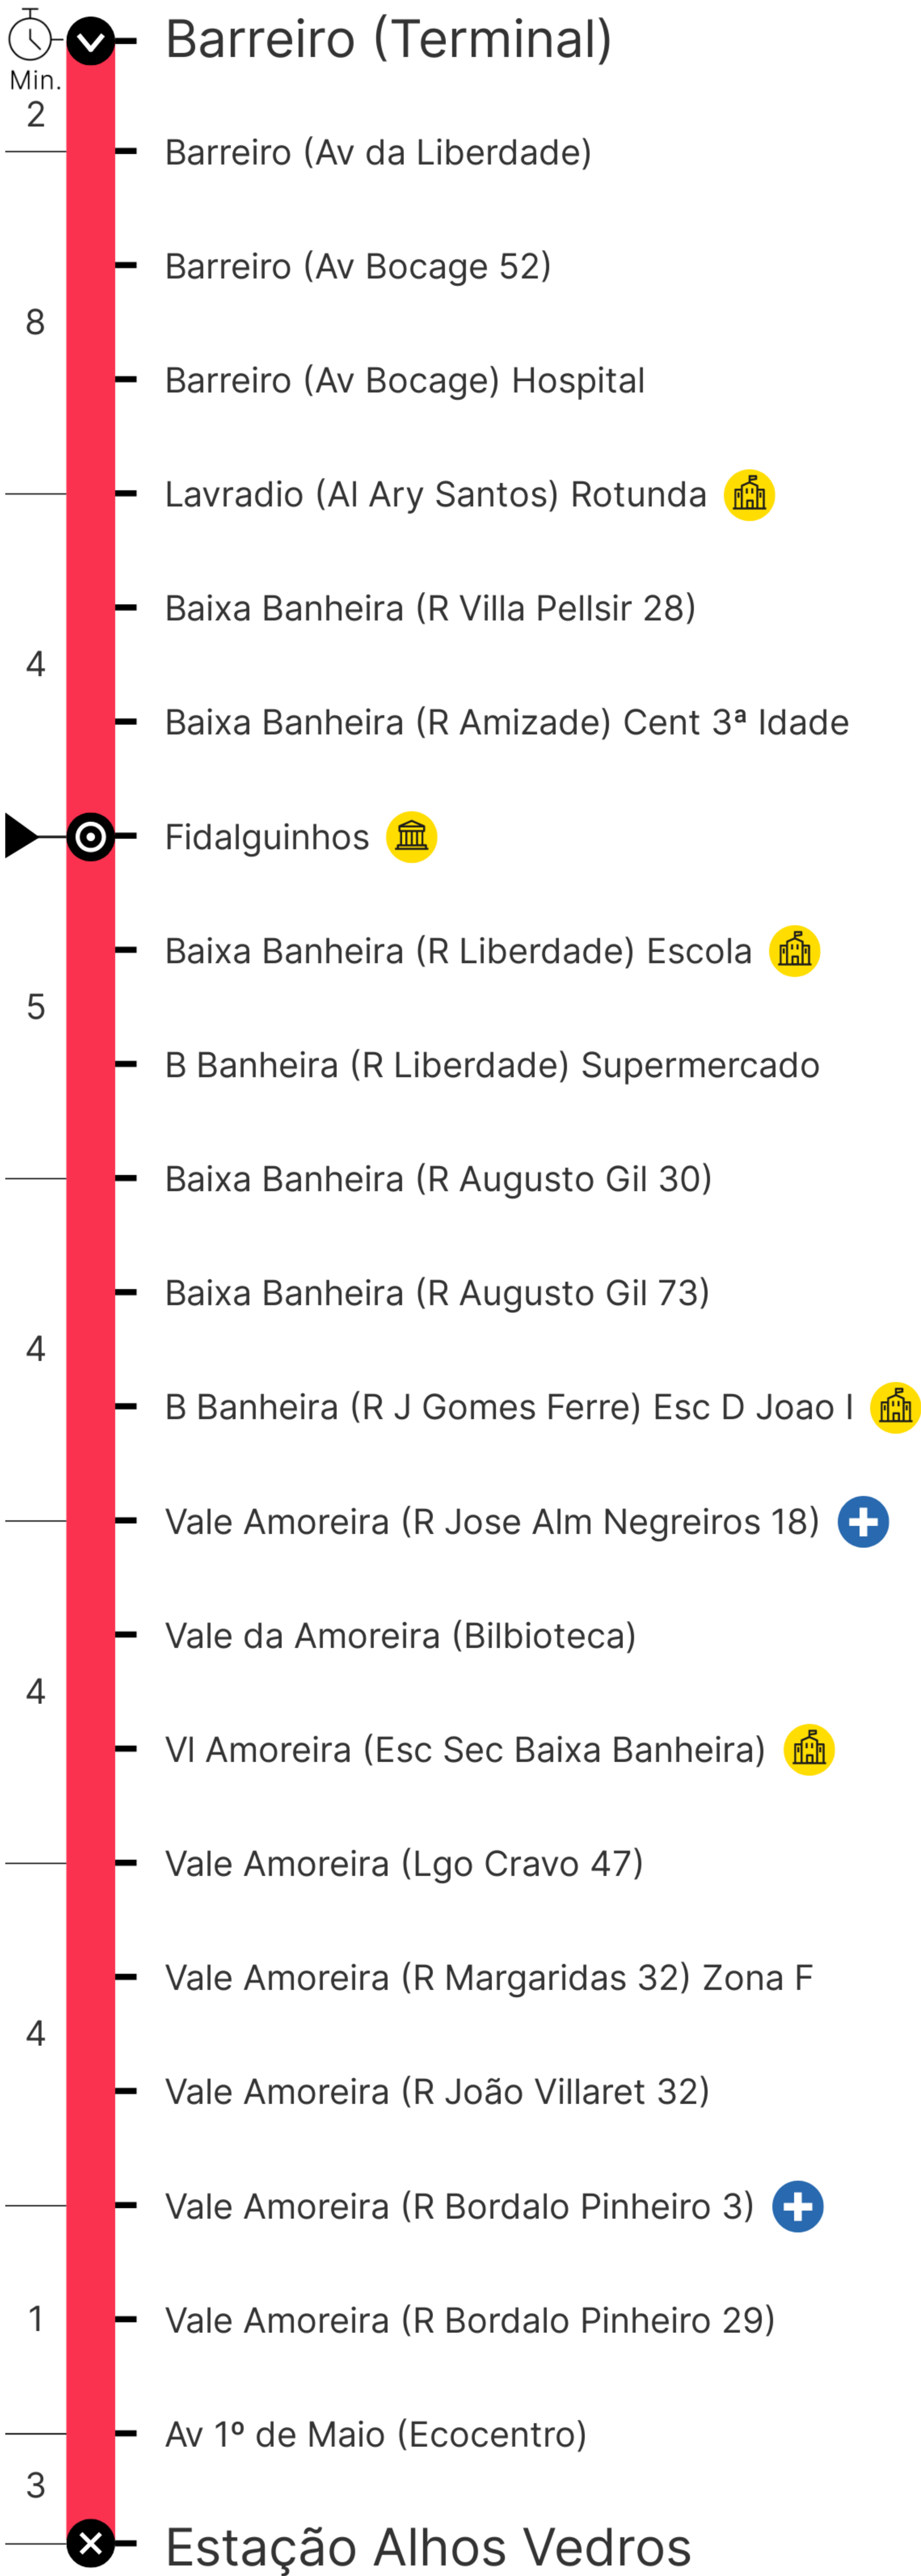 Barreiro (Terminal)
Min.
2
Barreiro (Av da Liberdade)
Barreiro (Av Bocage 52)
8
Barreiro (Av Bocage) Hospital
Lavradio (Al Ary Santos) Rotunda
Baixa Banheira (R Villa Pellsir 28)
4
Baixa Banheira (R Amizade) Cent 3ª Idade
Fidalguinhos
Baixa Banheira (R Liberdade) Escola
5
B Banheira (R Liberdade) Supermercado
Baixa Banheira (R Augusto Gil 30)
Baixa Banheira (R Augusto Gil 73)
4
B Banheira (R J Gomes Ferre) Esc D Joao I
Vale Amoreira (R Jose Alm Negreiros 18)
Vale da Amoreira (Bilbioteca)
4
Vl Amoreira (Esc Sec Baixa Banheira)
Vale Amoreira (Lgo Cravo 47)
Vale Amoreira (R Margaridas 32) Zona F
4
Vale Amoreira (R João Villaret 32)
Vale Amoreira (R Bordalo Pinheiro 3)
1
Vale Amoreira (R Bordalo Pinheiro 29)
Av 1º de Maio (Ecocentro)
3
Estação Alhos Vedros